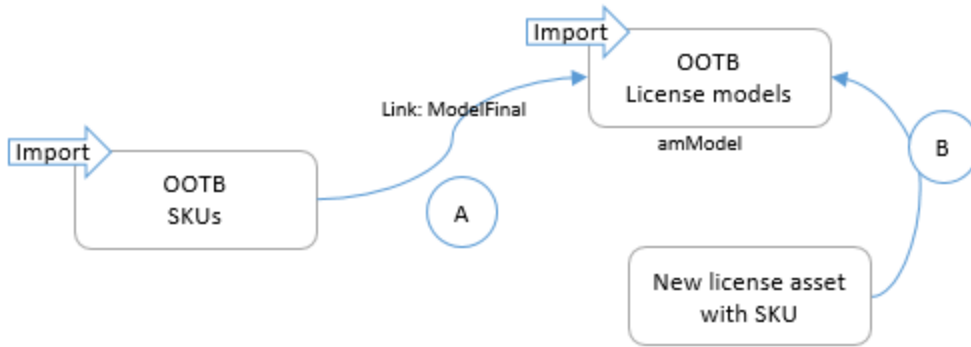 Import
OOTB
License models
Link: ModelFinal
amModel
B
Import
OOTB
SKUs
A
New license asset
with SKU